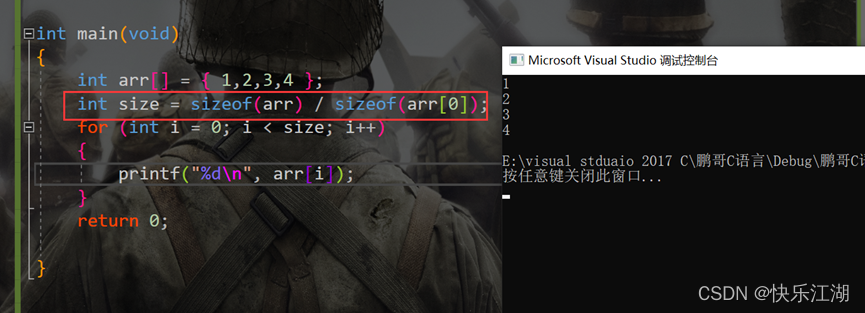 int main(void)
{
int arr[] = { 1,2,3,4 };
int size = sizeof(arr) / sizeof(arr[0]);
for (int i = 0; i < size; i++)
{
printf("%d\n", arr[i]);
}
return 0;
}
Microsoft Visual Studio 调试控制台
1
2
3
4
E:\visual stduaio 2017 C\鹏哥C语言\Debug\鹏哥C语
按任意键关闭此窗口...
CSDN @快乐江湖